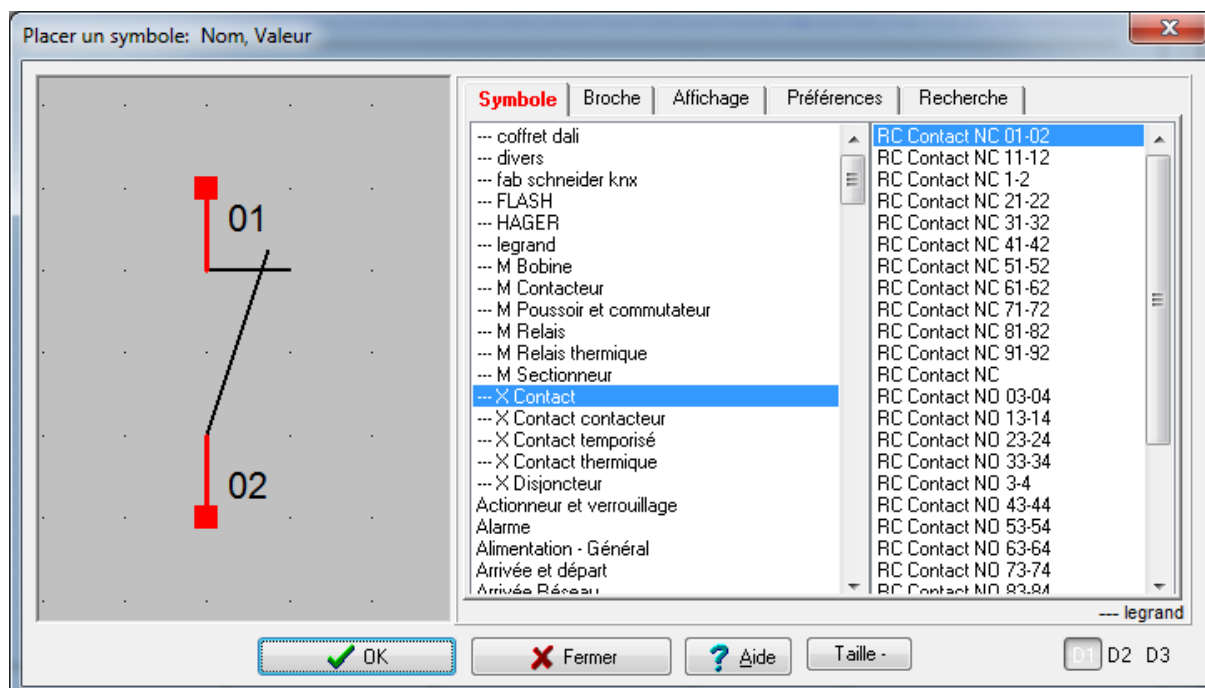 Placer un symbole: Nom, Valeur
01
02
Symbole Broche Affichage Préférences Recherche
--- coffret dali
--- divers
--- fab schneider knx
--- FLASH
--- HAGER
--- legrand
--- M Bobine
--- M Contacteur
--- M Poussoir et commutateur
--- M Relais
--- M Relais thermique
--- M Sectionneur
--- X Contact
--- X Contact contacteur
--- X Contact temporisé
--- X Contact thermique
--- X Disjoncteur
Actionneur et verrouillage
Alarme
Alimentation - Général
Arrivée et départ
Arrivée Réseau
RC Contact NC 01-02
RC Contact NC 11-12
RC Contact NC 1-2
RC Contact NC 21-22
RC Contact NC 31-32
RC Contact NC 41-42
RC Contact NC 51-52
RC Contact NC 61-62
RC Contact NC 71-72
RC Contact NC 81-82
RC Contact NC 91-92
RC Contact NC
RC Contact NO 03-04
RC Contact NO 13-14
RC Contact NO 23-24
RC Contact NO 33-34
RC Contact NO 3-4
RC Contact NO 43-44
RC Contact NO 53-54
RC Contact NO 63-64
RC Contact NO 73-74
RC Contact NO 83-84
--- legrand
OK Fermer ? Aide Taille - D1 D2 D3